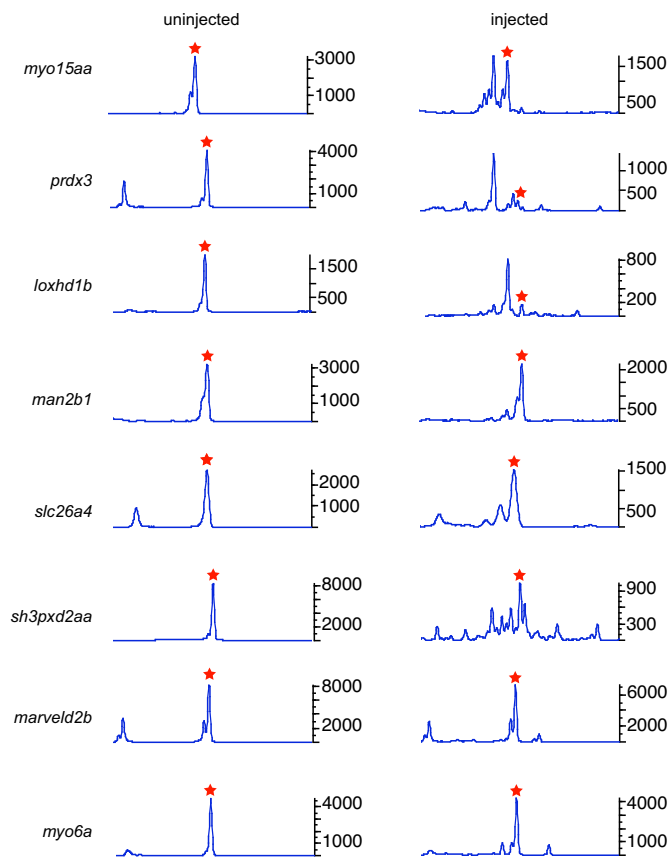 uninjected injected
myo15aa 3000 1000 1500 500
prdx3 4000 1000 1000 500
loxhd1b 1500 500 800 200
man2b1 3000 1000 2000 500
slc26a4 2000 1000 1500 500
sh3pxd2aa 8000 2000 900 300
marveld2b 8000 2000 6000 2000
myo6a 4000 1000 4000 1000